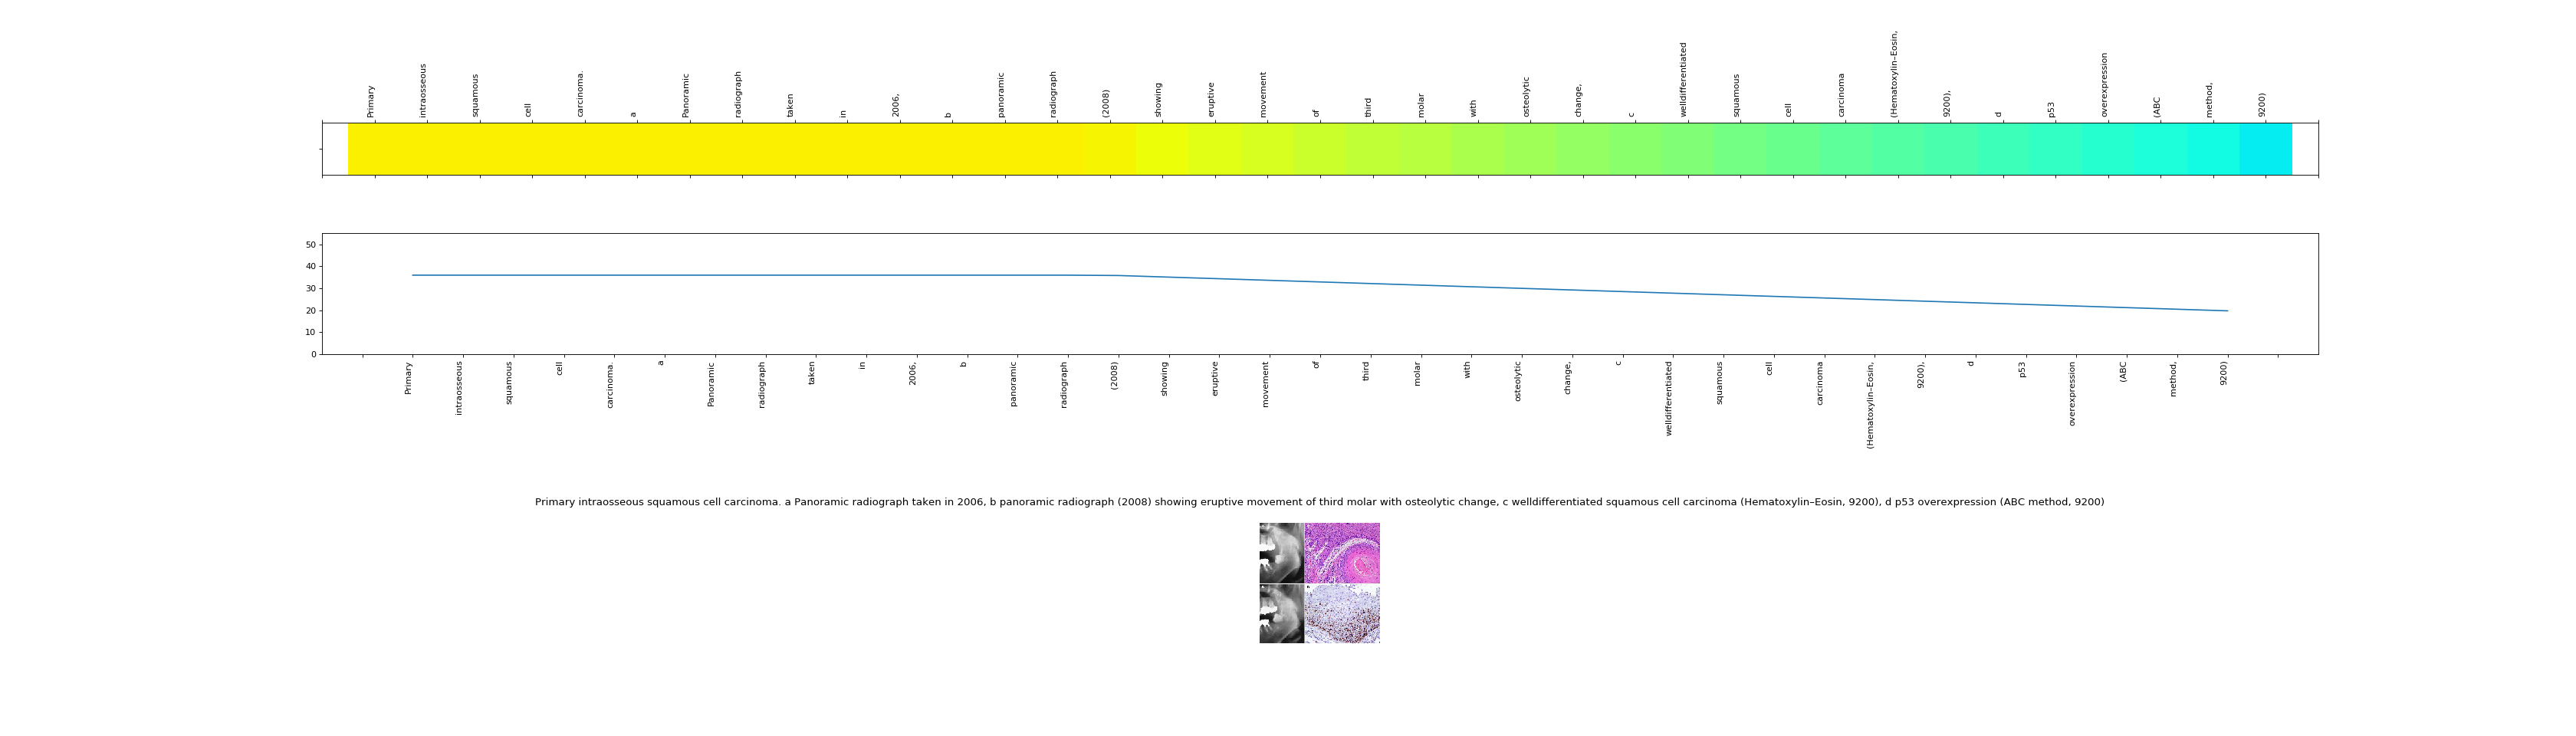 Primary intraosseous squamous cell carcinoma. a Panoramic radiograph taken in 2006, b panoramic radiograph (2008) showing eruptive movement of third molar with osteolytic change, c welldifferentiated squamous cell carcinoma (Hematoxylin–Eosin, 9200), d p53 overexpression (ABC method, 9200)
50
40
30
20
10
0
Primary intraosseous squamous cell carcinoma. a Panoramic radiograph taken in 2006, b panoramic radiograph (2008) showing eruptive movement of third molar with osteolytic change, c welldifferentiated squamous cell carcinoma (Hematoxylin–Eosin, 9200), d p53 overexpression (ABC method, 9200)
Primary intraosseous squamous cell carcinoma. a Panoramic radiograph taken in 2006, b panoramic radiograph (2008) showing eruptive movement of third molar with osteolytic change, c welldifferentiated squamous cell carcinoma (Hematoxylin–Eosin, 9200), d p53 overexpression (ABC method, 9200)